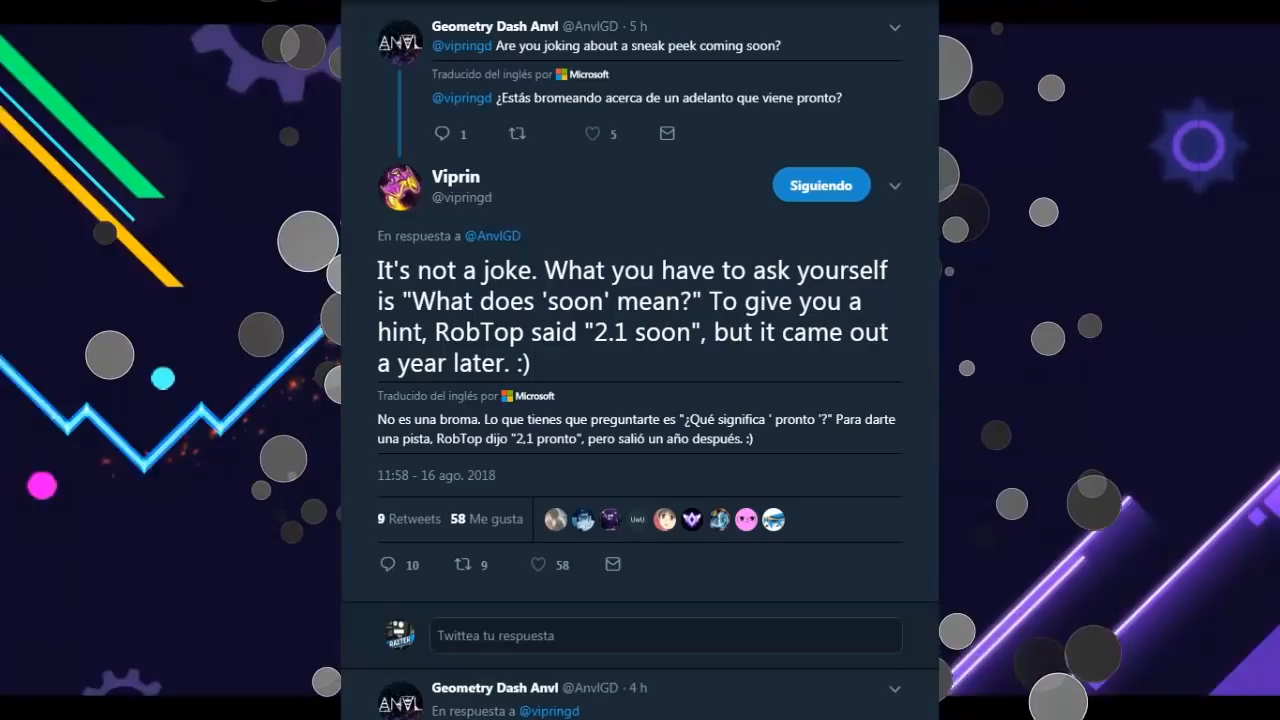 Geometry Dash Anvl @AnvlGD · 5 h
@vipringd Are you joking about a sneak peek coming soon?
Traducido del inglés por Microsoft
@vipringd ¿Estás bromeando acerca de un adelanto que viene pronto?
1 5
Viprin
@vipringd
Siguiendo
En respuesta a @AnvlGD
It's not a joke. What you have to ask yourself
is "What does 'soon' mean?" To give you a
hint, RobTop said "2.1 soon", but it came out
a year later. :)
Traducido del inglés por Microsoft
No es una broma. Lo que tienes que preguntarte es "¿Qué significa ' pronto '?" Para darte
una pista, RobTop dijo "2,1 pronto", pero salió un año después. :)
11:58 - 16 ago. 2018
9 Retweets 58 Me gusta
UwU
10 9 58
RAITER
Twittea tu respuesta
Geometry Dash Anvl @AnvlGD · 4 h
ANVL
En respuesta a @vipringd